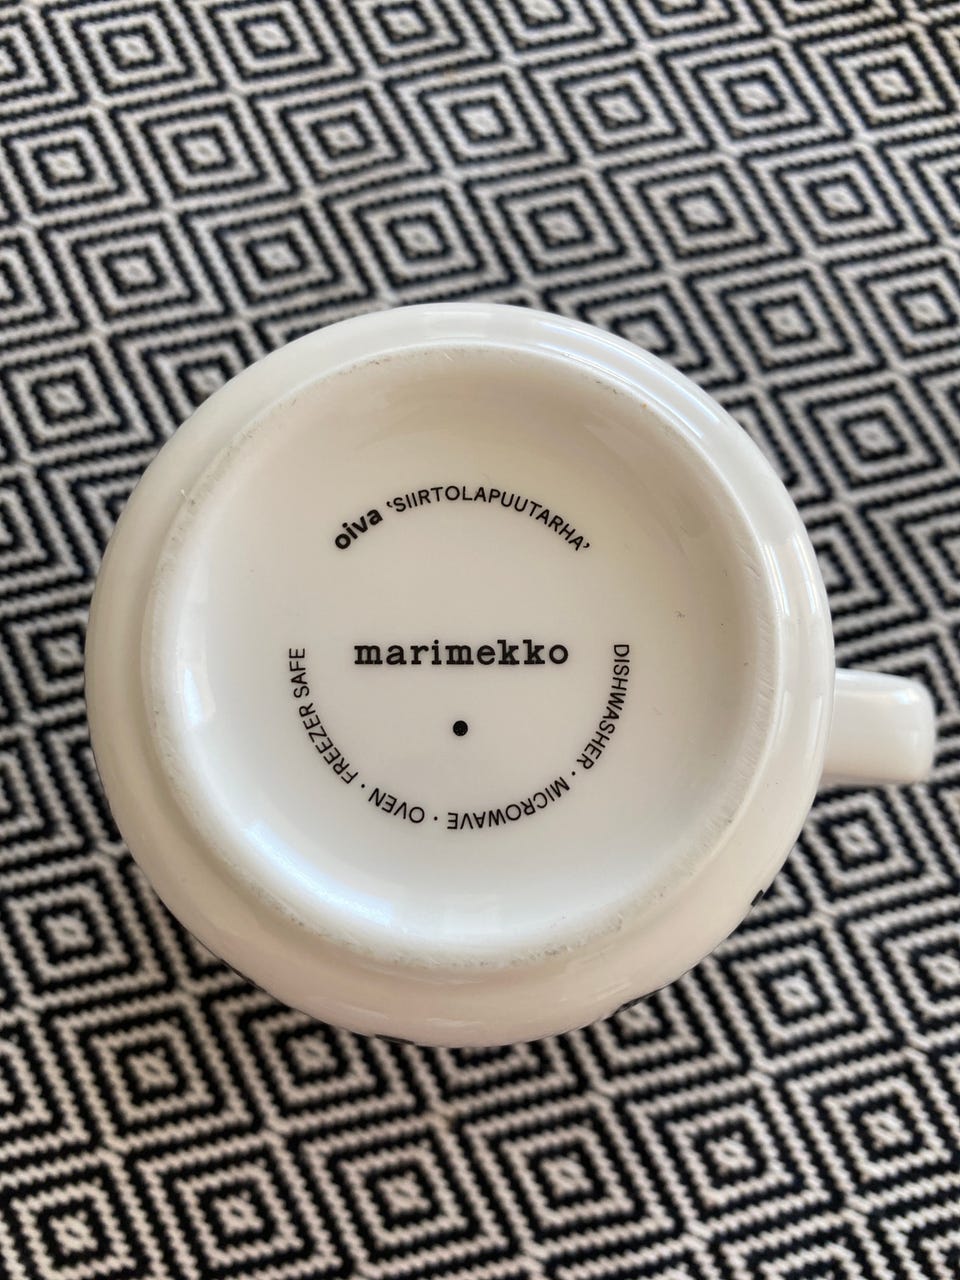 oiva ‘SIIRTOLAPUUTARHA’
marimekko
DISHWASHER · MICROWAVE · OVEN · FREEZER SAFE